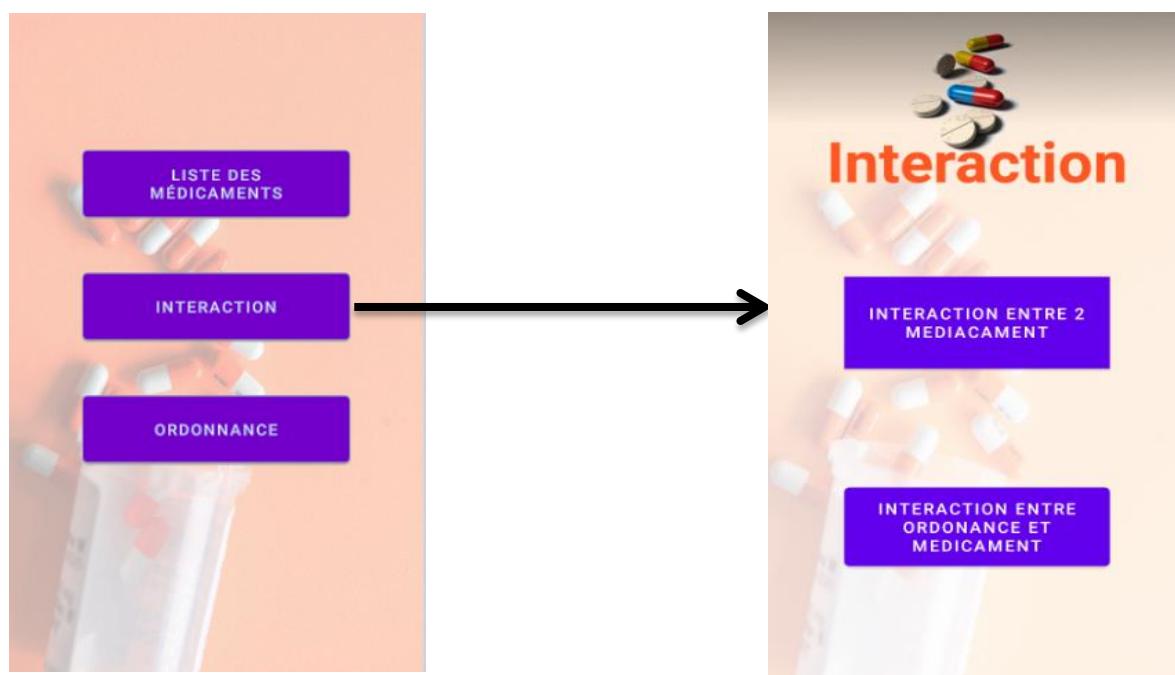 LISTE DES
MÉDICAMENTS
INTERACTION
ORDONNANCE
Interaction
INTERACTION ENTRE 2
MEDIACAMENT
INTERACTION ENTRE
ORDONANCE ET
MEDICAMENT